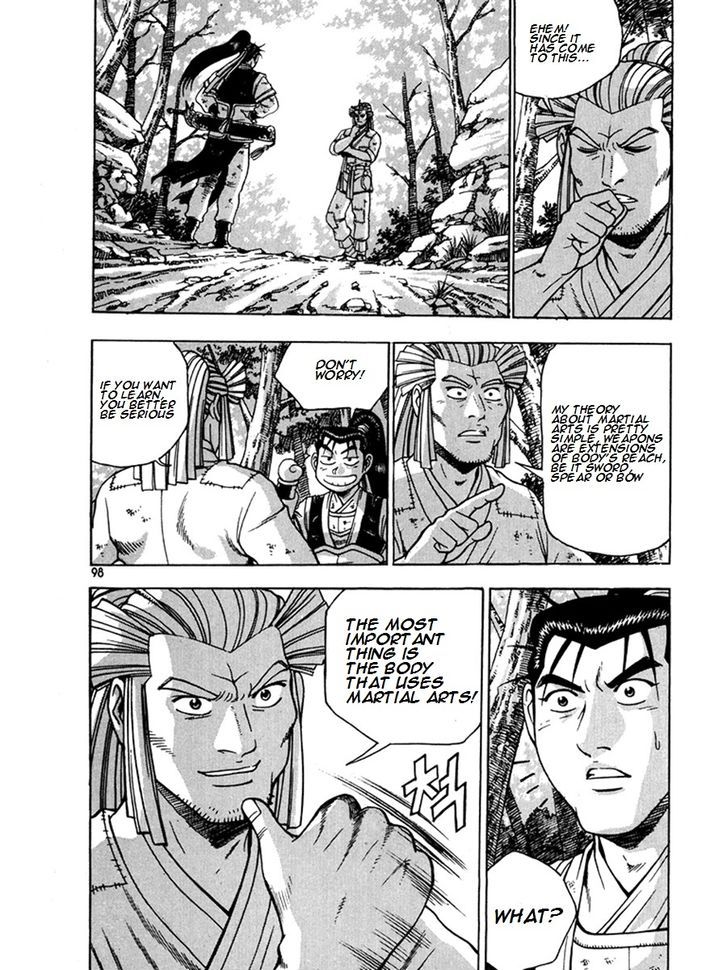 EHEM!
SINCE IT
HAS COME
TO THIS...
IF YOU WANT
TO LEARN,
YOU BETTER
BE SERIOUS
DON'T
WORRY!
MY THEORY
ABOUT MARTIAL
ARTS IS PRETTY
SIMPLE, WEAPONS
ARE EXTENSIONS
OF BODY'S REACH,
BE IT SWORD,
SPEAR OR BOW
98
THE MOST
IMPORTANT
THING IS
THE BODY
THAT USES
MARTIAL ARTS!
척
WHAT?